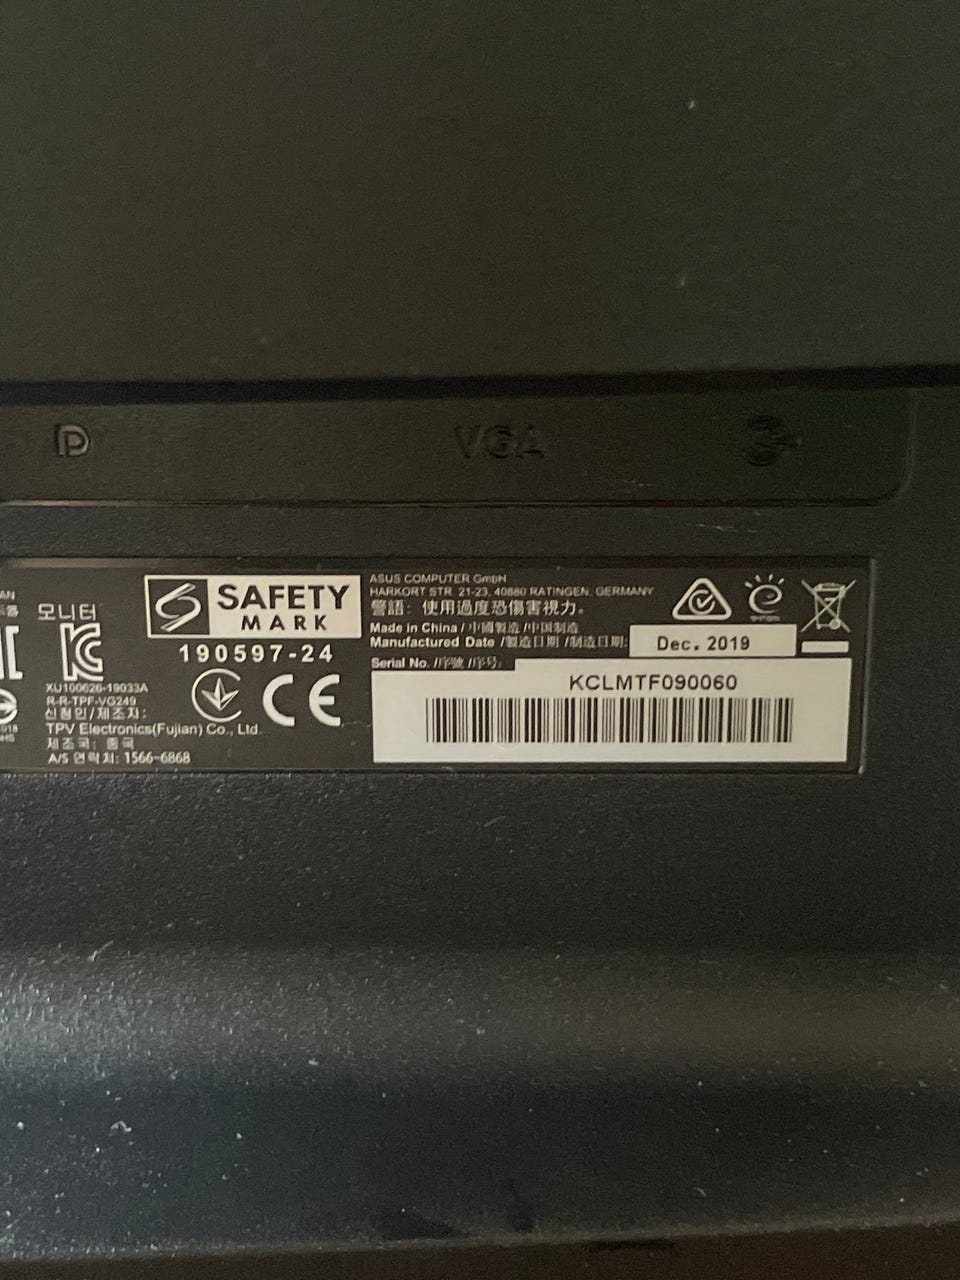 VGA
SAFETY
MARK
190597-24
모니터
XU100626-19033A
R-R-TPF-VG249
신청인/제조자:
TPV Electronics(Fujian) Co., Ltd.
제조국: 중국
A/S 연락처: 1566-6868
CE
ASUS COMPUTER GmbH
HARKORT STR. 21-23, 40880 RATINGEN, GERMANY
警語: 使用過度恐傷害視力。
Made in China / 中國製造 /中国制造
Manufactured Date /製造日期 /制造日期: Dec. 2019
Serial No. /序號 /序号:
KCLMTF090060